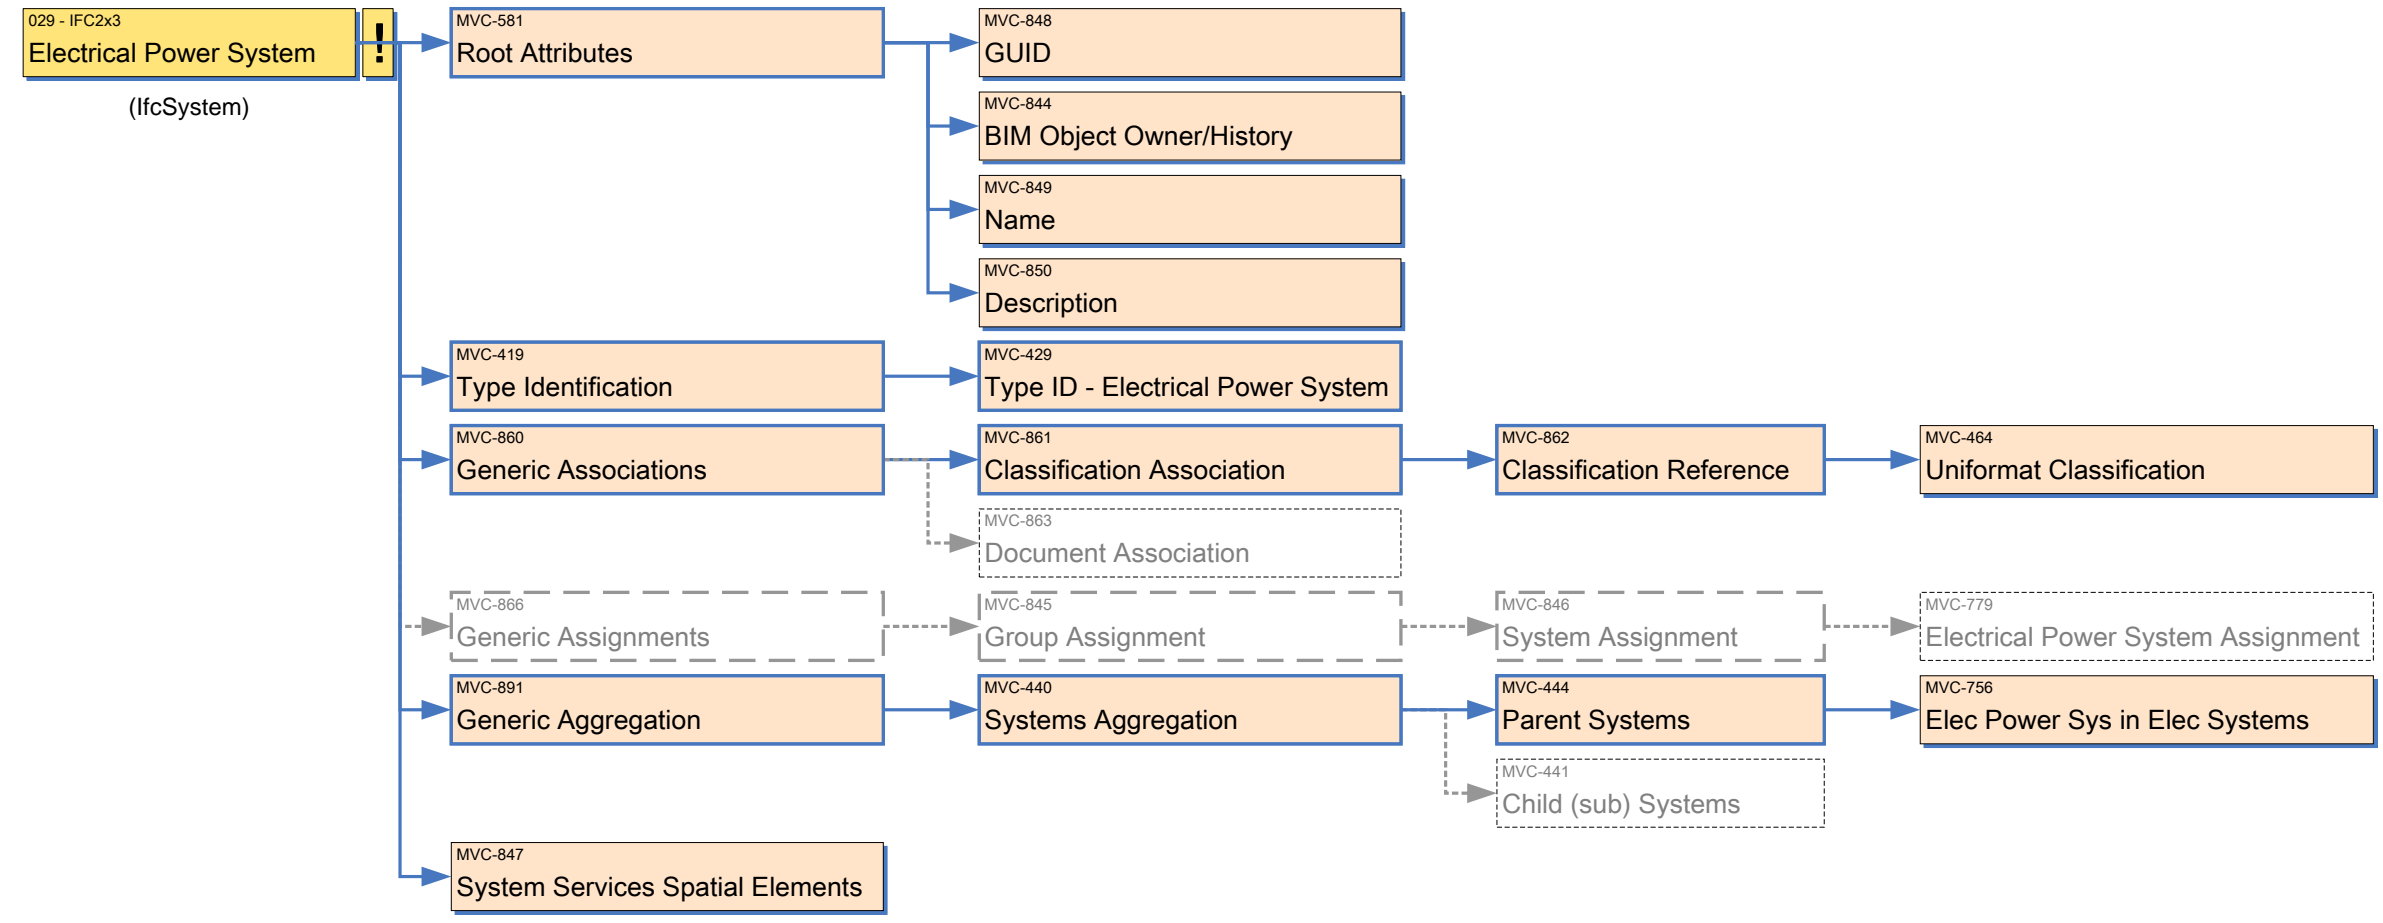 029 - IFC2x3
Electrical Power System
!
(IfcSystem)
MVC-581
Root Attributes
MVC-848
GUID
MVC-844
BIM Object Owner/History
MVC-849
Name
MVC-850
Description
MVC-419
Type Identification
MVC-429
Type ID - Electrical Power System
MVC-860
Generic Associations
MVC-861
Classification Association
MVC-862
Classification Reference
MVC-464
Uniformat Classification
MVC-863
Document Association
MVC-866
Generic Assignments
MVC-845
Group Assignment
MVC-846
System Assignment
MVC-779
Electrical Power System Assignment
MVC-891
Generic Aggregation
MVC-440
Systems Aggregation
MVC-444
Parent Systems
MVC-756
Elec Power Sys in Elec Systems
MVC-441
Child (sub) Systems
MVC-847
System Services Spatial Elements